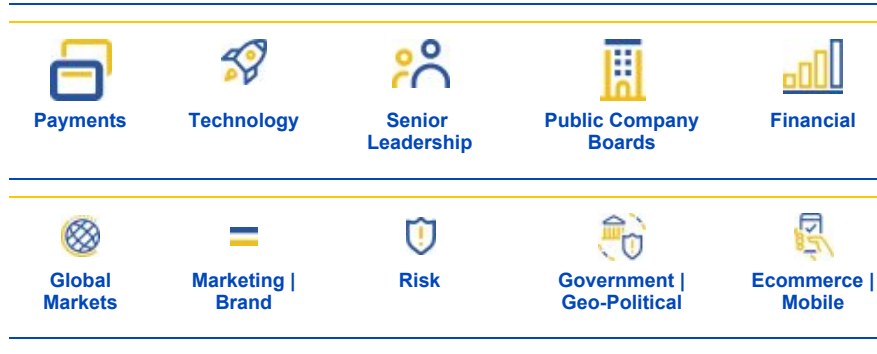 Payments
Technology
Senior
Leadership
Public Company
Boards
Financial
Global
Markets
Marketing |
Brand
Risk
Government |
Geo-Political
Ecommerce |
Mobile